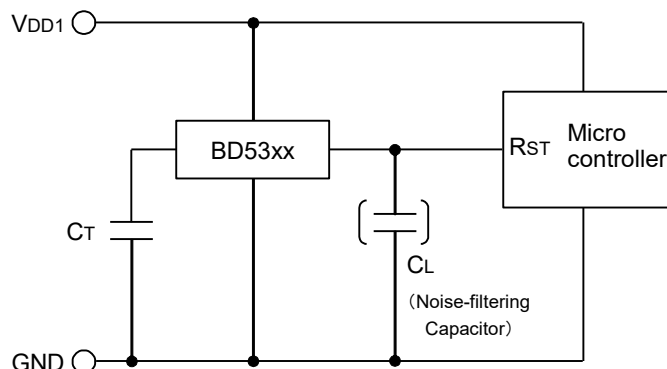 VDD1
BD53xx
RST
Micro
controller
CT
CL
（Noise-filtering
Capacitor）
GND